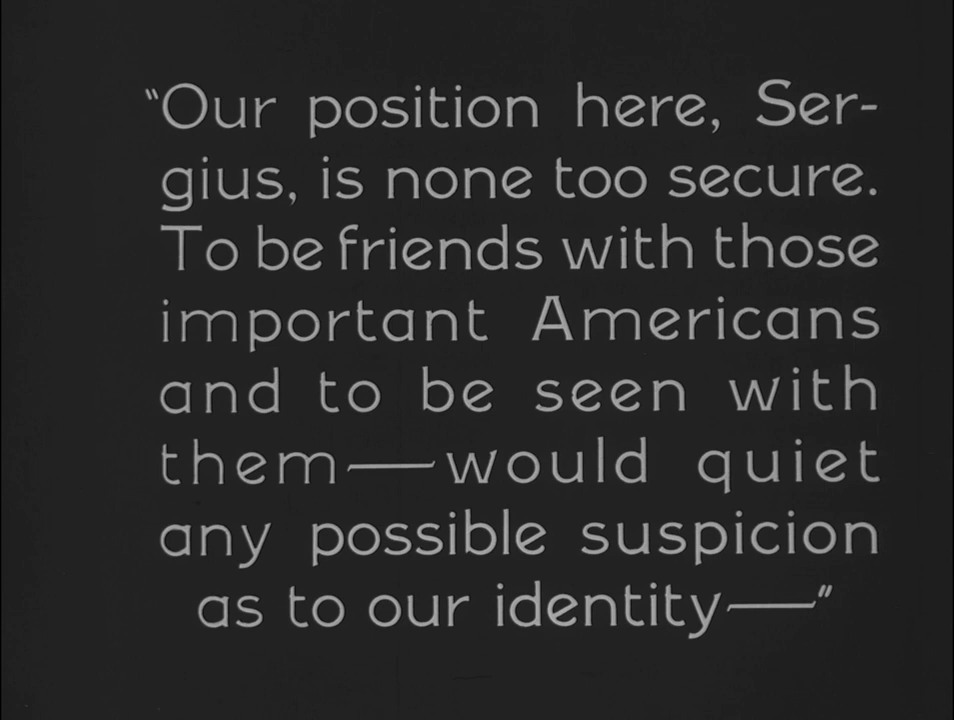 "Our position here, Ser-
gius, is none too secure.
To be friends with those
important Americans
and to be seen with
them—would quiet
any possible suspicion
as to our identity—"